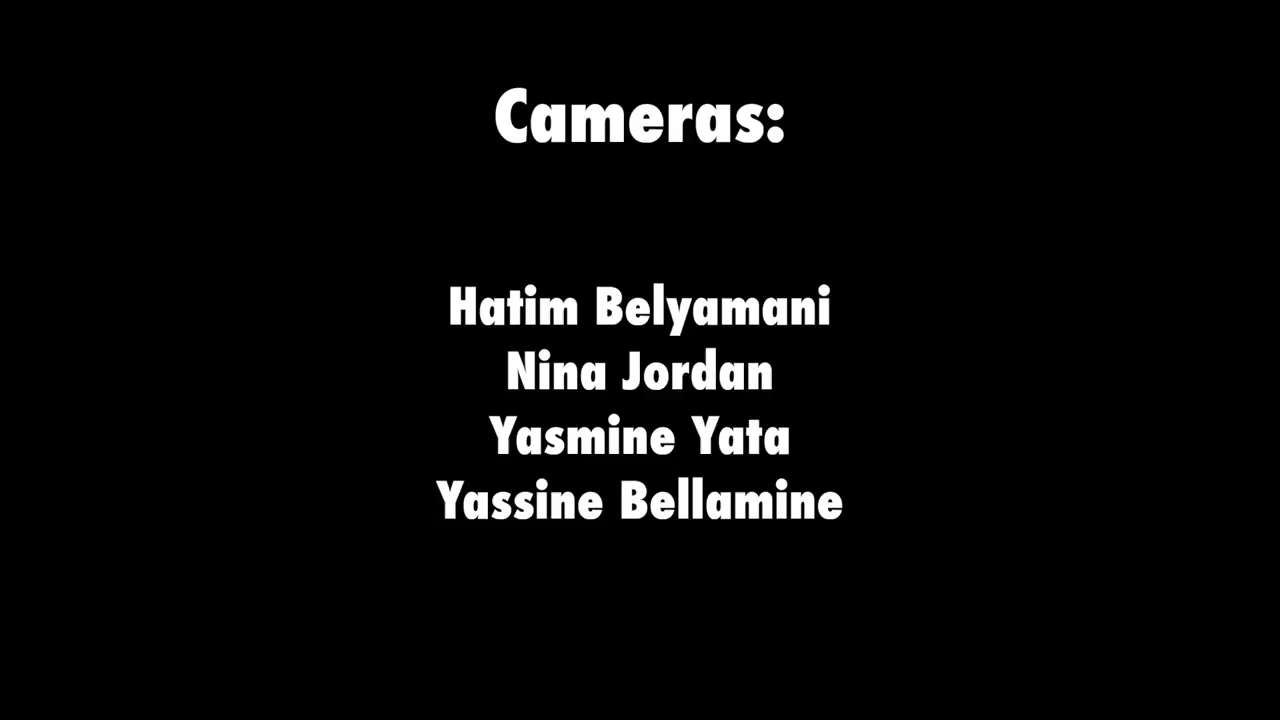 Cameras:
Hatim Belyamani
Nina Jordan
Yasmine Yata
Yassine Bellamine